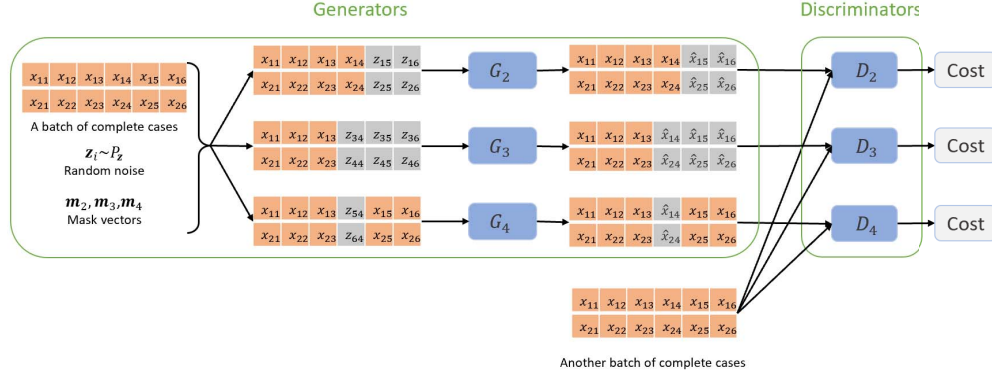 Generators
Discriminators
x₁₁ x₁₂ x₁₃ x₁₄ x₁₅ x₁₆
x₂₁ x₂₂ x₂₃ x₂₄ x₂₅ x₂₆
A batch of complete cases
𝐳ᵢ~P𝐳
Random noise
𝒎₂, 𝒎₃,𝒎₄
Mask vectors
x₁₁ x₁₂ x₁₃ x₁₄ z₁₅ z₁₆
x₂₁ x₂₂ x₂₃ x₂₄ z₂₅ z₂₆
G₂
x₁₁ x₁₂ x₁₃ x₁₄ x̂₁₅ x̂₁₆
x₂₁ x₂₂ x₂₃ x₂₄ x̂₂₅ x̂₂₆
D₂
Cost
x₁₁ x₁₂ x₁₃ z₃₄ z₃₅ z₃₆
x₂₁ x₂₂ x₂₃ z₄₄ z₄₅ z₄₆
G₃
x₁₁ x₁₂ x₁₃ x̂₁₄ x̂₁₅ x̂₁₆
x₂₁ x₂₂ x₂₃ x̂₂₄ x̂₂₅ x̂₂₆
D₃
Cost
x₁₁ x₁₂ x₁₃ z₅₄ x₁₅ x₁₆
x₂₁ x₂₂ x₂₃ z₆₄ x₂₅ x₂₆
G₄
x₁₁ x₁₂ x₁₃ x̂₁₄ x₁₅ x₁₆
x₂₁ x₂₂ x₂₃ x̂₂₄ x₂₅ x₂₆
D₄
Cost
x₁₁ x₁₂ x₁₃ x₁₄ x₁₅ x₁₆
x₂₁ x₂₂ x₂₃ x₂₄ x₂₅ x₂₆
Another batch of complete cases